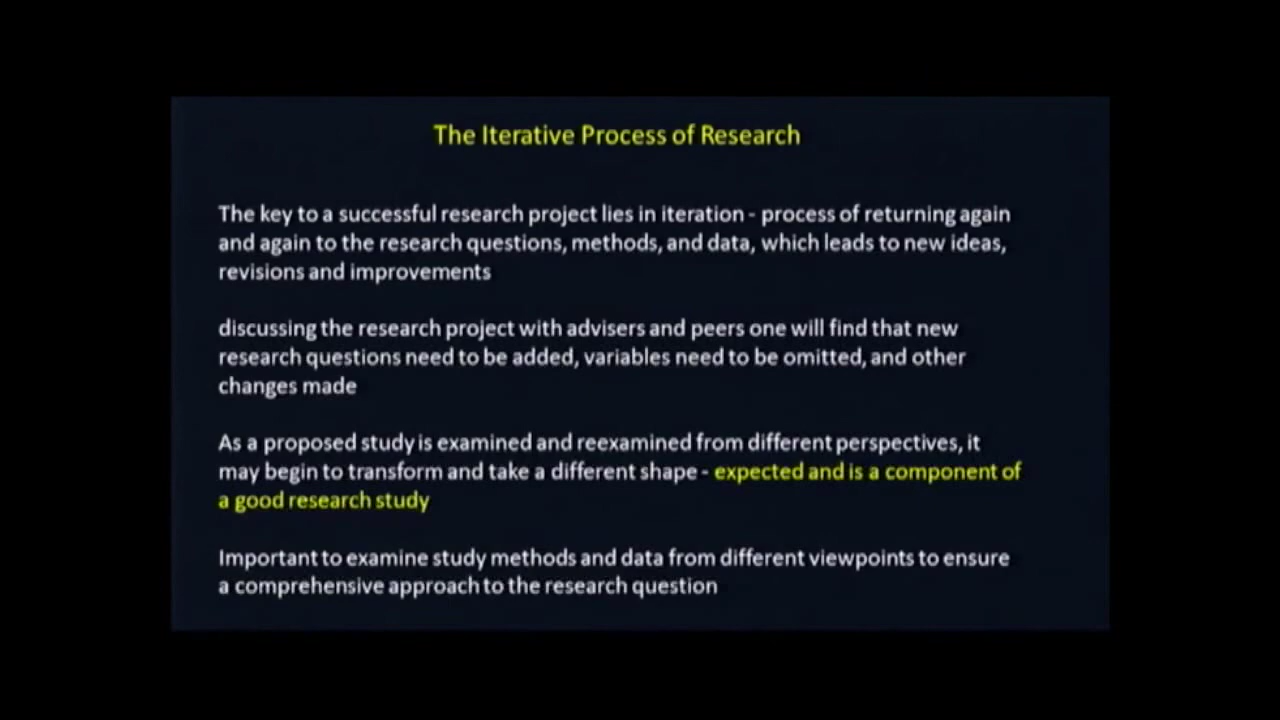 The Iterative Process of Research
The key to a successful research project lies in iteration - process of returning again
and again to the research questions, methods, and data, which leads to new ideas,
revisions and improvements
discussing the research project with advisers and peers one will find that new
research questions need to be added, variables need to be omitted, and other
changes made
As a proposed study is examined and reexamined from different perspectives, it
may begin to transform and take a different shape - expected and is a component of
a good research study
Important to examine study methods and data from different viewpoints to ensure
a comprehensive approach to the research question